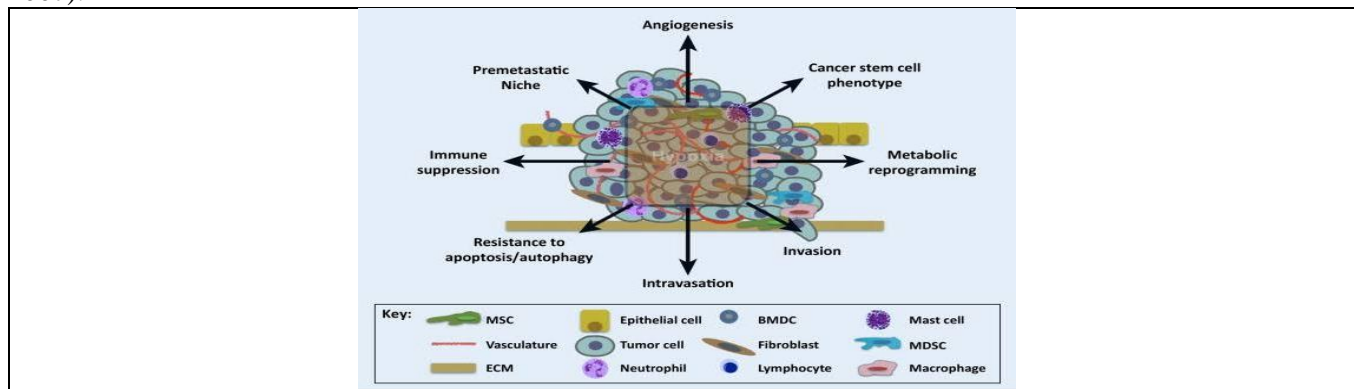 Angiogenesis
Premetastatic
Niche
Cancer stem cell
phenotype
Immune
suppression
Hypoxia
Metabolic
reprogramming
Resistance to
apoptosis/autophagy
Invasion
Intravasation
Key:
MSC
Epithelial cell
BMDC
Mast cell
Vasculature
Tumor cell
Fibroblast
MDSC
ECM
Neutrophil
Lymphocyte
Macrophage